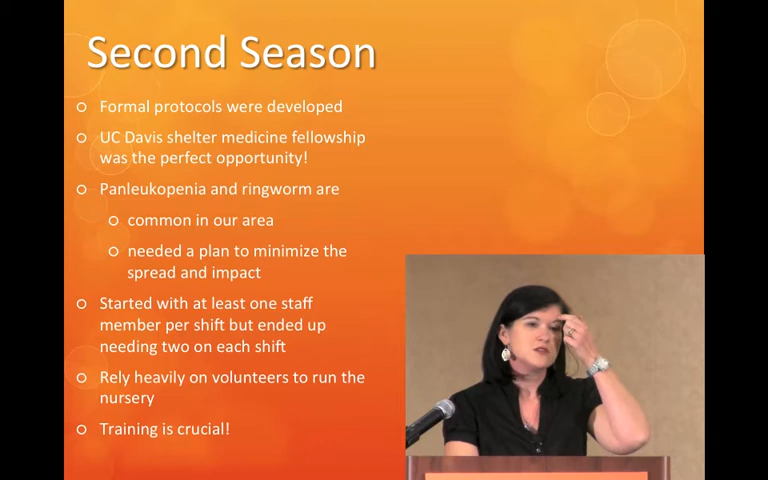 Second Season
Formal protocols were developed
UC Davis shelter medicine fellowship
was the perfect opportunity!
Panleukopenia and ringworm are
common in our area
needed a plan to minimize the
spread and impact
Started with at least one staff
member per shift but ended up
needing two on each shift
Rely heavily on volunteers to run the
nursery
Training is crucial!